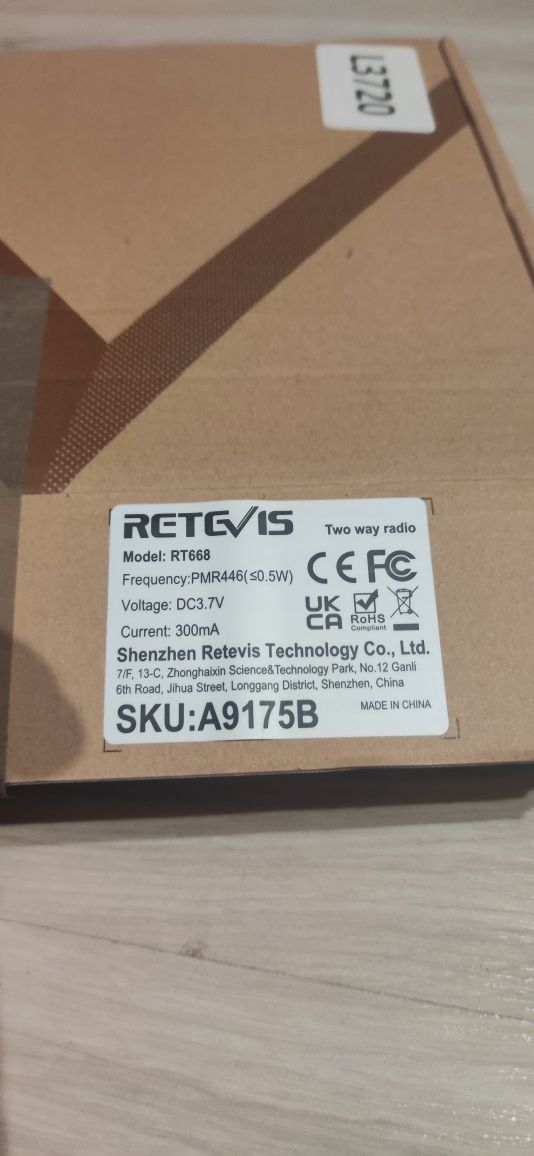 L3720
RETEVIS Two way radio
Model: RT668
Frequency:PMR446(≤0.5W)
CE FC
Voltage: DC3.7V
UK
CA
RoHS
Compliant
Current: 300mA
Shenzhen Retevis Technology Co., Ltd.
7/F, 13-C, Zhonghaixin Science&Technology Park, No.12 Ganli
6th Road, Jihua Street, Longgang District, Shenzhen, China
SKU:A9175B MADE IN CHINA